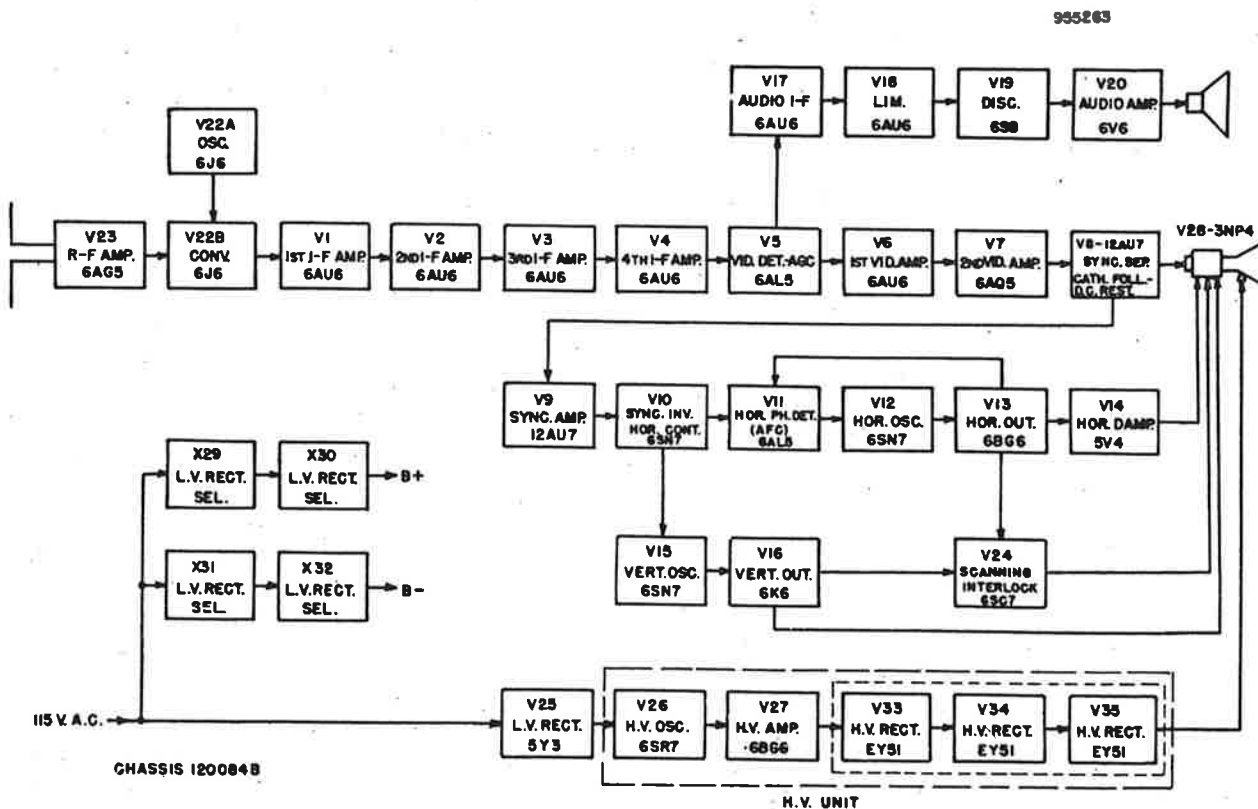 955263
V17
AUDIO I-F
6AU6
V18
LIM.
6AU6
V19
DISC.
6S8
V20
AUDIO AMP.
6V6
V22A
OSC.
6J6
V23
R-F AMP.
6AG5
V22B
CONV.
6J6
V1
1ST I-F AMP.
6AU6
V2
2ND I-F AMP.
6AU6
V3
3RD I-F AMP.
6AU6
V4
4TH I-F AMP.
6AU6
V5
VID. DET.-AGC
6AL5
V6
1ST VID. AMP.
6AU6
V7
2ND VID. AMP.
6AQ5
V8-12AU7
SYNC. SEP.
CATH. FOLL.-
D.C. REST.
V28-3NP4
V9
SYNC. AMP.
12AU7
V10
SYNC. INV.
HOR. CONT.
6SN7
V11
HOR. PH. DET.
(AFC)
6AL5
V12
HOR. OSC.
6SN7
V13
HOR. OUT.
6BG6
V14
HOR. DAMP.
5V4
X29
L.V. RECT.
SEL.
X30
L.V. RECT.
SEL.
B+
X31
L.V. RECT.
SEL.
X32
L.V. RECT.
SEL.
B-
V15
VERT. OSC.
6SN7
V16
VERT. OUT.
6K6
V24
SCANNING
INTERLOCK
6SC7
115 V. A.C.
V25
L.V. RECT.
5Y3
V26
H.V. OSC.
6SR7
V27
H.V. AMP.
6BG6
V33
H.V. RECT.
EY51
V34
H.V. RECT.
EY51
V35
H.V. RECT.
EY51
CHASSIS 120084B
H.V. UNIT